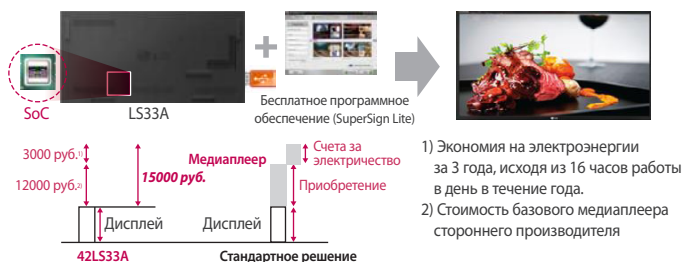 SoC
LS33A
Бесплатное программное
обеспечение (SuperSign Lite)
3000 руб.1)
12000 руб.2)
15000 руб.
Медиаплеер
Счета за
электричество
Приобретение
Дисплей
Дисплей
42LS33A
Стандартное решение
1) Экономия на электроэнергии
за 3 года, исходя из 16 часов работы
в день в течение года.
2) Стоимость базового медиаплеера
стороннего производителя